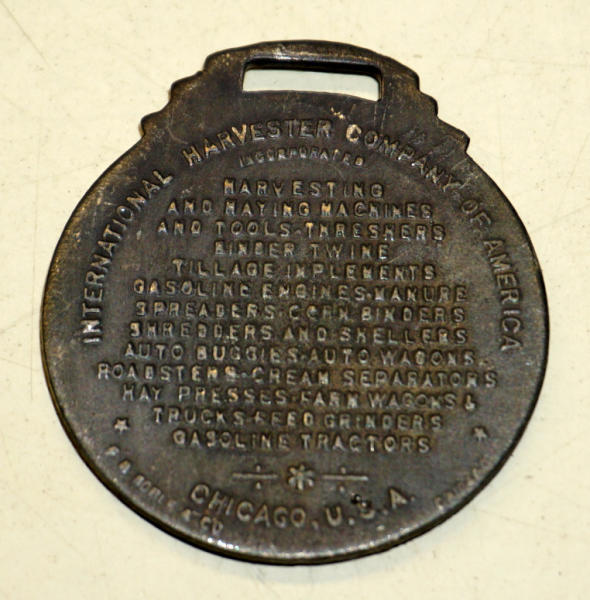 INTERNATIONAL HARVESTER COMPANY OF AMERICA
INCORPORATED
HARVESTING
AND HAYING MACHINES
AND TOOLS-THRESHERS
BINDER TWINE
TILLAGE IMPLEMENTS
GASOLINE ENGINES-MANURE
SPREADERS-CORN BINDERS
SHREDDERS AND SHELLERS
AUTO BUGGIES-AUTO WAGONS-
ROADSTERS-CREAM SEPARATORS
HAY PRESSES-FARM WAGONS &
TRUCKS-FEED GRINDERS
GASOLINE TRACTORS
CHICAGO, U.S.A.